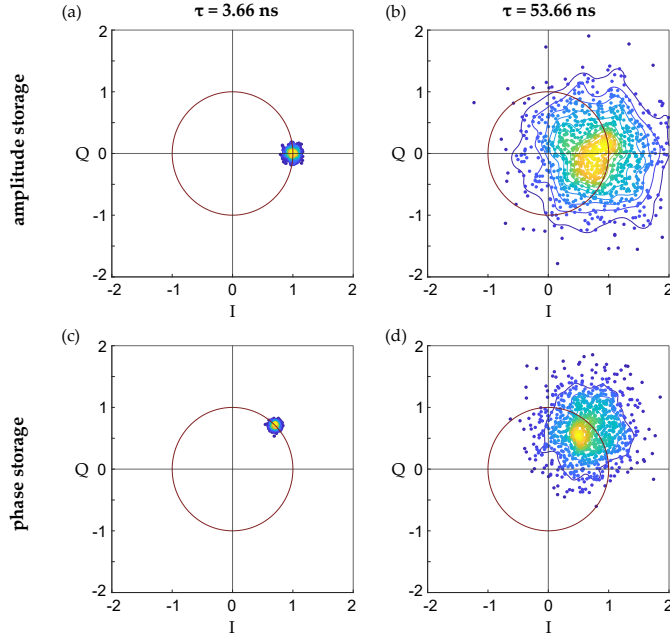 τ = 3.66 ns
τ = 53.66 ns
(a)
(b)
amplitude storage
2
1
Q 0
-1
-2
-2 -1 0 1 2
I
2
1
Q 0
-1
-2
-2 -1 0 1 2
I
(c)
(d)
phase storage
2
1
Q 0
-1
-2
-2 -1 0 1 2
I
2
1
Q 0
-1
-2
-2 -1 0 1 2
I